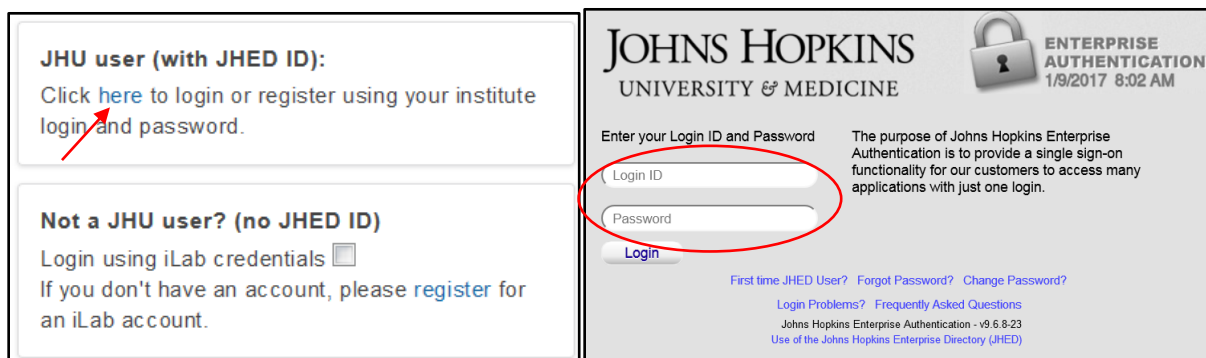 JHU user (with JHED ID):
Click here to login or register using your institute
login and password.
Not a JHU user? (no JHED ID)
Login using iLab credentials
If you don't have an account, please register for
an iLab account.
JOHNS HOPKINS
UNIVERSITY & MEDICINE
ENTERPRISE
AUTHENTICATION
1/9/2017 8:02 AM
Enter your Login ID and Password
Login ID
Password
Login
The purpose of Johns Hopkins Enterprise
Authentication is to provide a single sign-on
functionality for our customers to access many
applications with just one login.
First time JHED User? Forgot Password? Change Password?
Login Problems? Frequently Asked Questions
Johns Hopkins Enterprise Authentication - v9.6.8-23
Use of the Johns Hopkins Enterprise Directory (JHED)